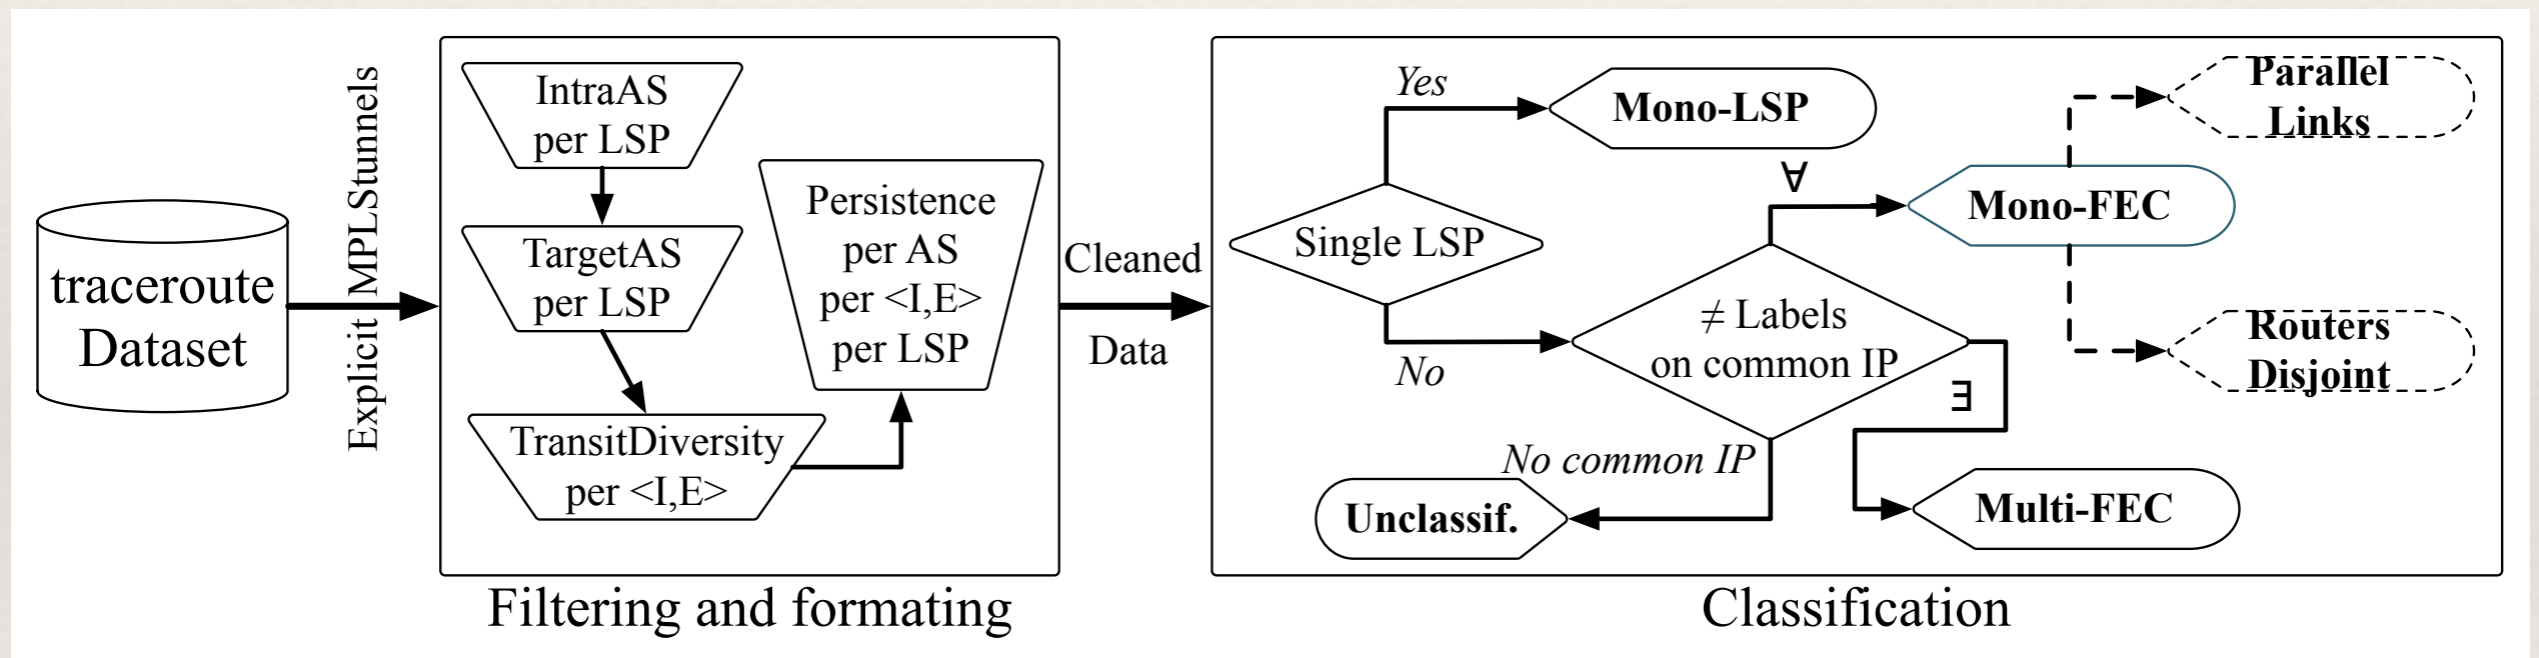 traceroute
Dataset
Explicit MPLSTunnels
IntraAS
per LSP
TargetAS
per LSP
TransitDiversity
per <I,E>
Persistence
per AS
per <I,E>
per LSP
Filtering and formating
Cleaned
Data
Single LSP
Yes
No
Mono-LSP
≠ Labels
on common IP
∀
∃
No common IP
Unclassif.
Mono-FEC
Multi-FEC
Parallel
Links
Routers
Disjoint
Classification